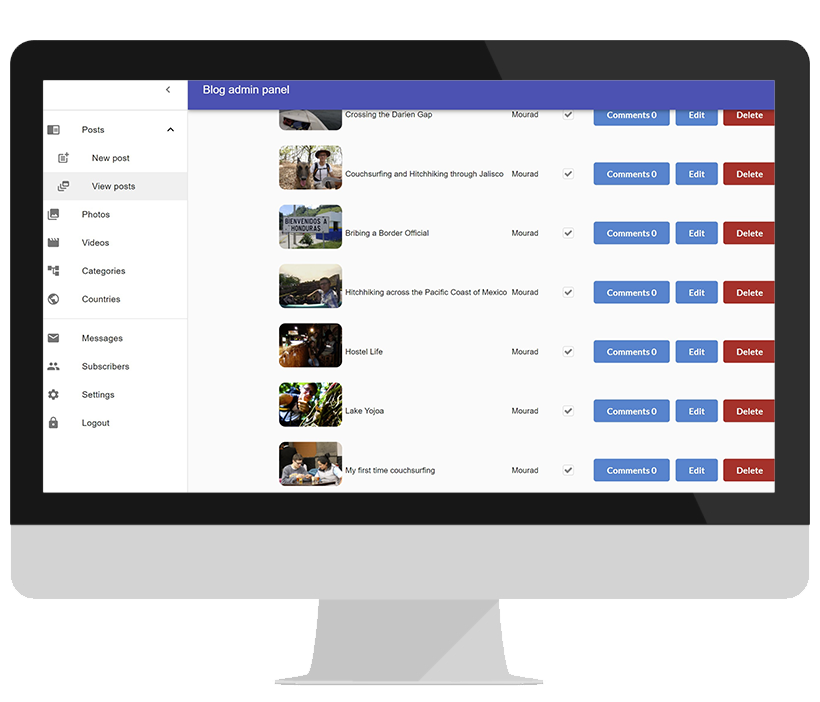 Blog admin panel
Posts
New post
View posts
Photos
Videos
Categories
Countries
Messages
Subscribers
Settings
Logout
Crossing the Darien Gap Mourad Comments 0 Edit Delete
Couchsurfing and Hitchhiking through Jalisco Mourad Comments 0 Edit Delete
BIENVENIDOS A
HONDURAS
Bribing a Border Official Mourad Comments 0 Edit Delete
Hitchhiking across the Pacific Coast of Mexico Mourad Comments 0 Edit Delete
Hostel Life Mourad Comments 0 Edit Delete
Lake Yojoa Mourad Comments 0 Edit Delete
My first time couchsurfing Mourad Comments 0 Edit Delete